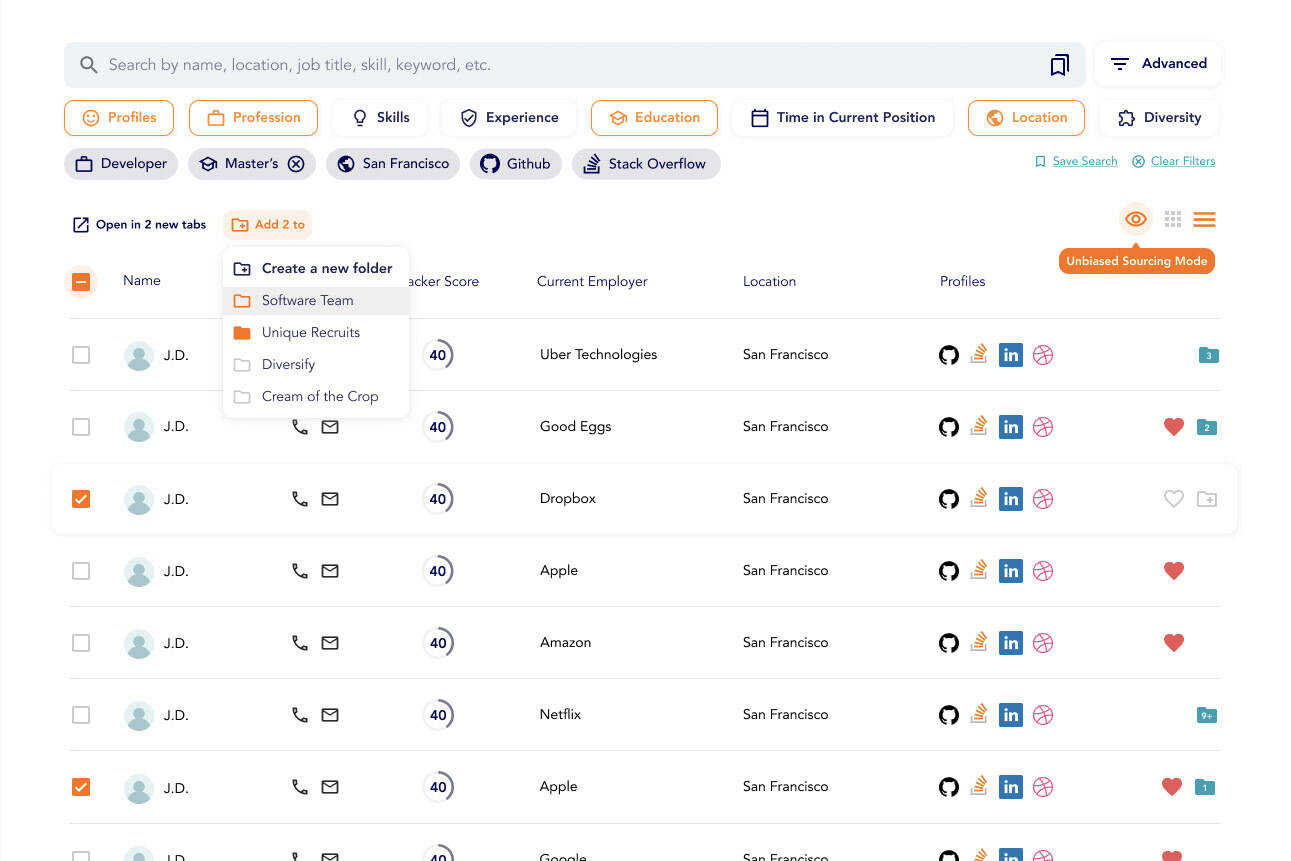 Search by name, location, job title, skill, keyword, etc. Advanced
Profiles Profession Skills Experience Education Time in Current Position Location Diversity
Developer Master's San Francisco Github Stack Overflow Save Search Clear Filters
Open in 2 new tabs Add 2 to
Unbiased Sourcing Mode
Create a new folder
Name acker Score Current Employer Location Profiles
Software Team
Unique Recruits
J.D. 40 Uber Technologies San Francisco in 3
Diversify
Cream of the Crop
J.D. 40 Good Eggs San Francisco in 2
J.D. 40 Dropbox San Francisco in
J.D. 40 Apple San Francisco in
J.D. 40 Amazon San Francisco in
J.D. 40 Netflix San Francisco in 9+
J.D. 40 Apple San Francisco in 1
J.D. 40 Google San Francisco in